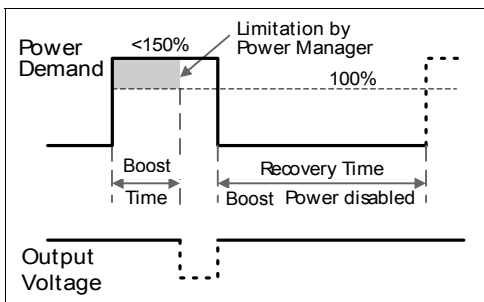 Power
Demand
<150%
Limitation by
Power Manager
100%
Boost
Time
Recovery Time
Boost Power disabled
Output
Voltage